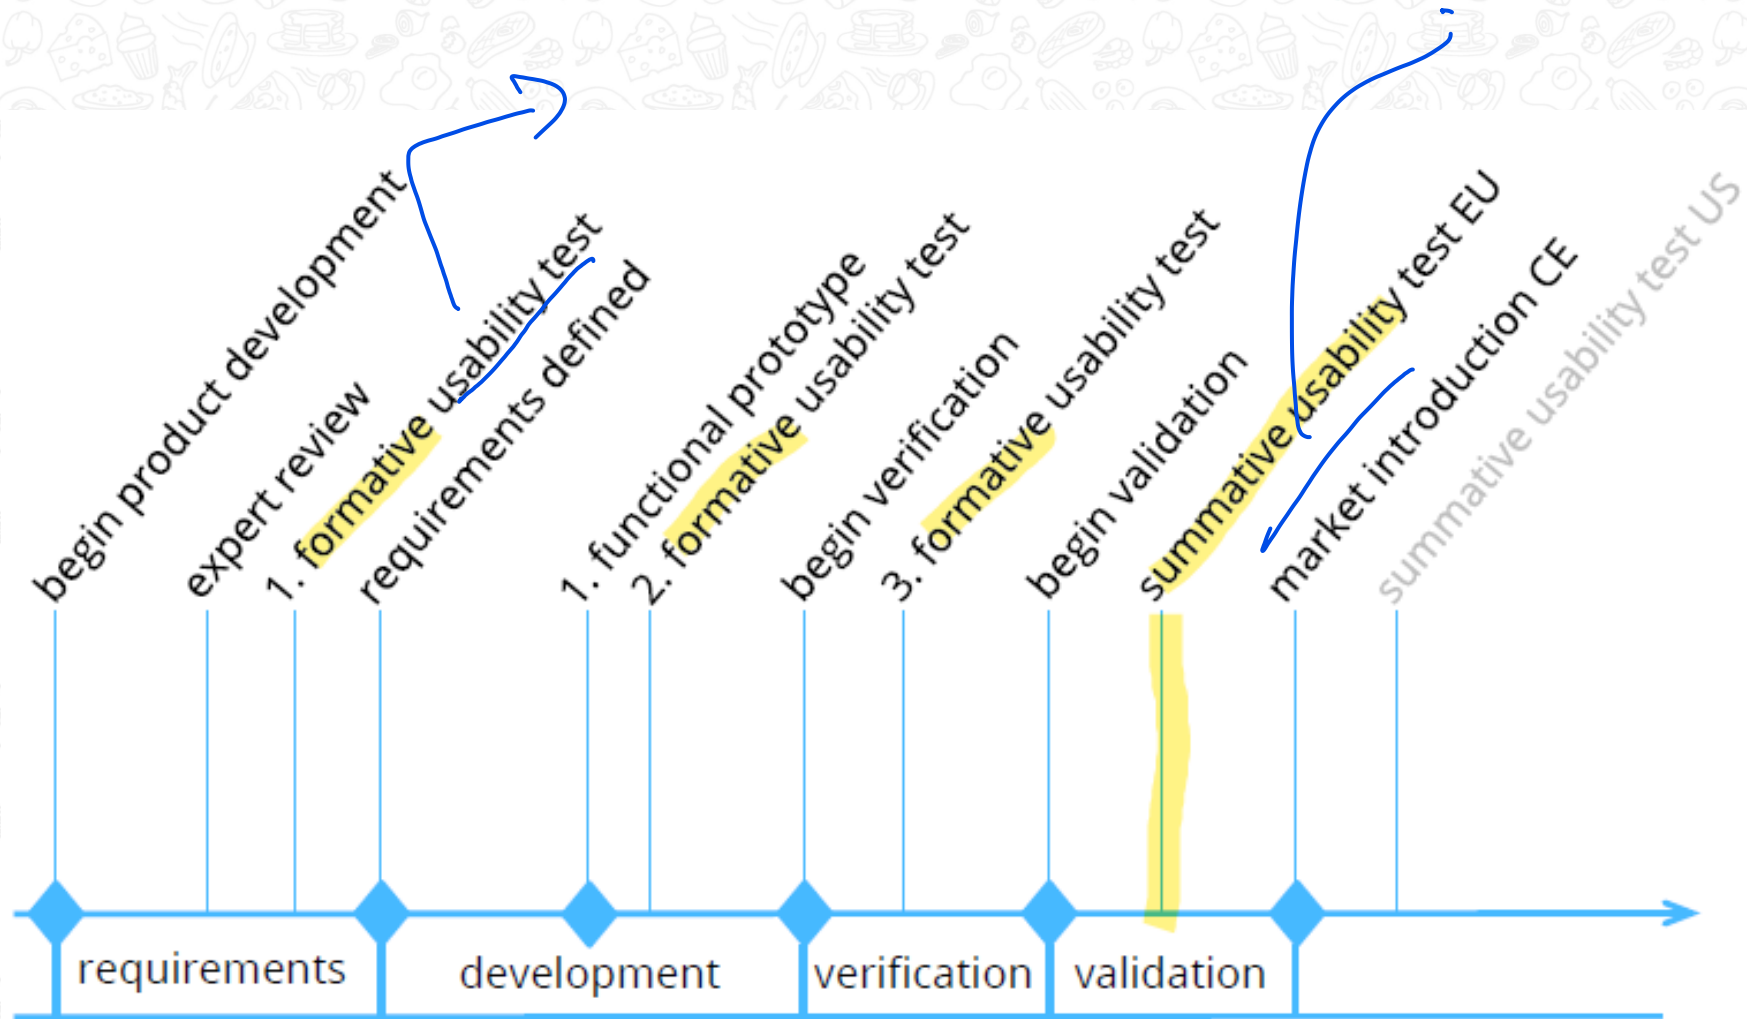 begin product development
expert review
1. formative usability test
requirements defined
1. functional prototype
2. formative usability test
begin verification
3. formative usability test
begin validation
summative usability test EU
market introduction CE
summative usability test US
requirements
development
verification
validation